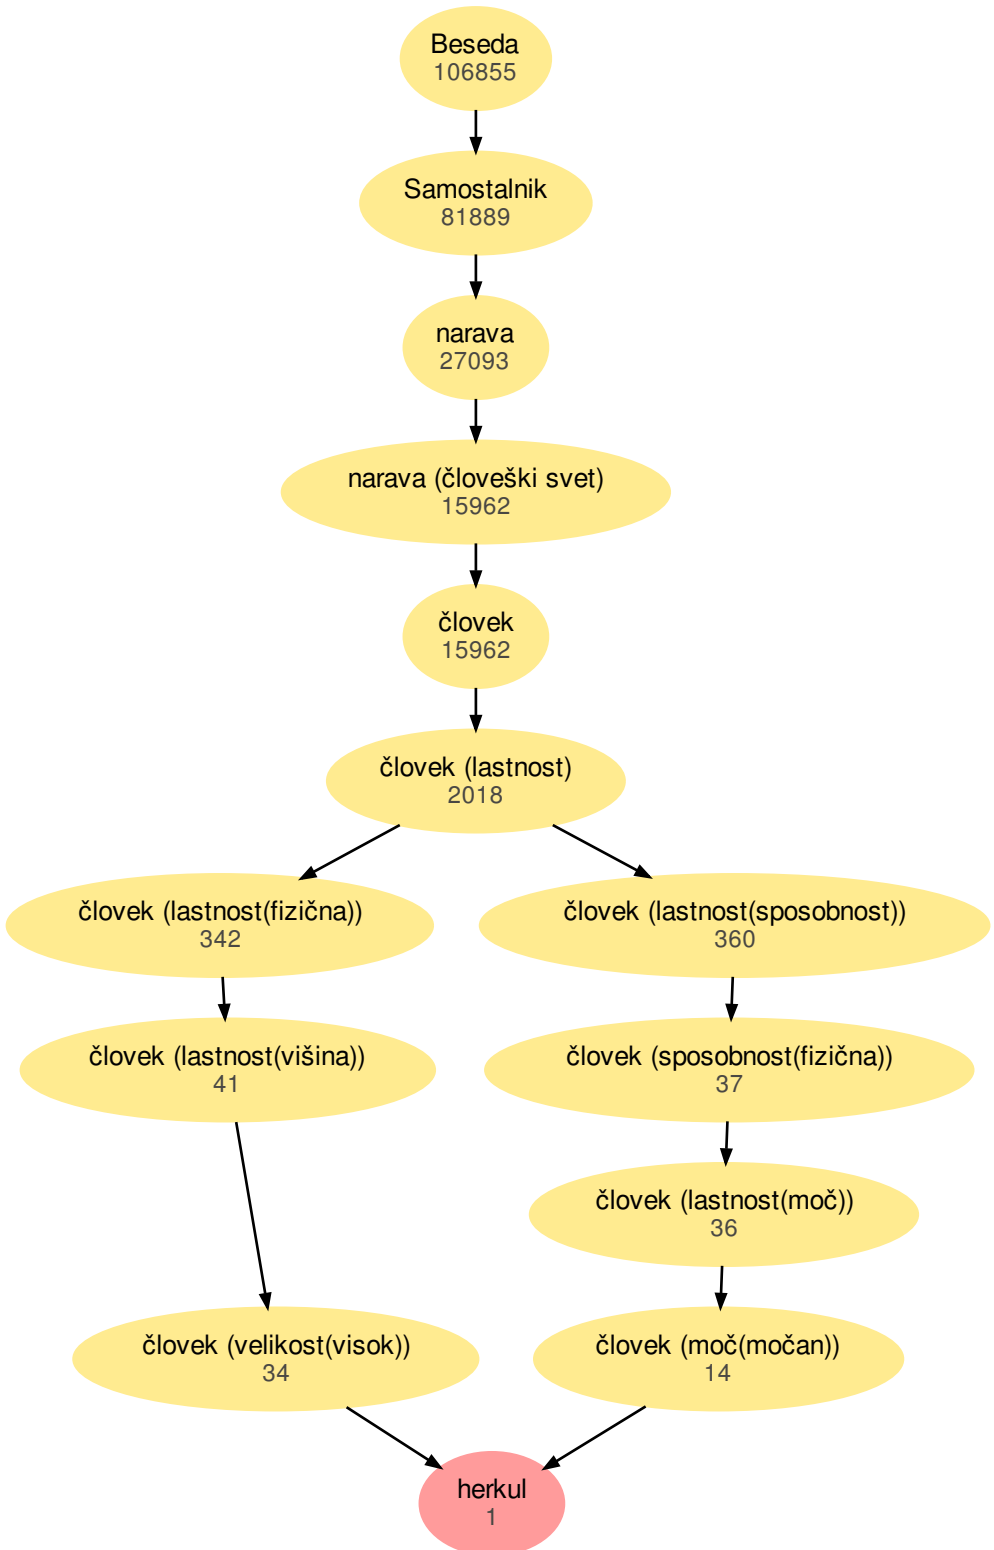 Beseda
106855
Samostalnik
81889
narava
27093
narava (človeški svet)
15962
človek
15962
človek (lastnost)
2018
človek (lastnost(fizična))
342
človek (lastnost(sposobnost))
360
človek (lastnost(višina))
41
človek (sposobnost(fizična))
37
človek (lastnost(moč))
36
človek (velikost(visok))
34
človek (moč(močan))
14
herkul
1